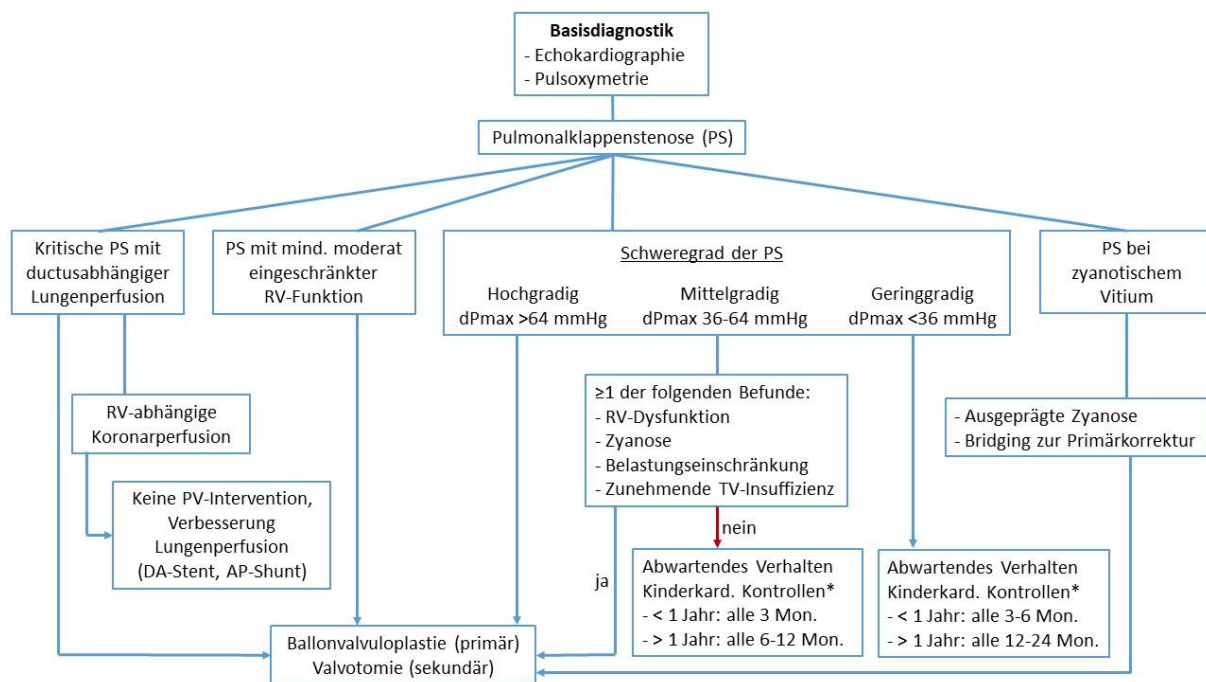 Basisdiagnostik
- Echokardiographie
- Pulsoxymetrie
Pulmonalklappenstenose (PS)
Kritische PS mit
ductusabhängiger
Lungenperfusion
PS mit mind. moderat
eingeschränkter
RV-Funktion
Schweregrad der PS
Hochgradig
dPmax >64 mmHg
Mittelgradig
dPmax 36-64 mmHg
Geringgradig
dPmax <36 mmHg
PS bei
zyanotischem
Vitium
RV-abhängige
Koronarperfusion
≥1 der folgenden Befunde:
- RV-Dysfunktion
- Zyanose
- Belastungseinschränkung
- Zunehmende TV-Insuffizienz
- Ausgeprägte Zyanose
- Bridging zur Primärkorrektur
Keine PV-Intervention,
Verbesserung
Lungenperfusion
(DA-Stent, AP-Shunt)
nein
ja
Abwartendes Verhalten
Kinderkard. Kontrollen*
- < 1 Jahr: alle 3 Mon.
- > 1 Jahr: alle 6-12 Mon.
Abwartendes Verhalten
Kinderkard. Kontrollen*
- < 1 Jahr: alle 3-6 Mon.
- > 1 Jahr: alle 12-24 Mon.
Ballonvalvuloplastie (primär)
Valvotomie (sekundär)